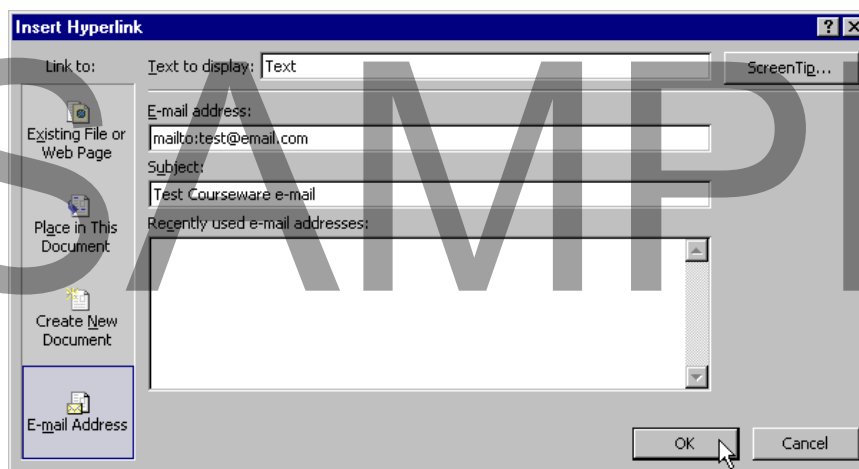 Insert Hyperlink
Link to:
Text to display: Text
ScreenTip...
Existing File or
Web Page
Place in This
Document
Create New
Document
E-mail Address
E-mail address:
mailto:test@email.com
Subject:
Test Courseware e-mail
Recently used e-mail addresses:
OK
Cancel
SAMPL